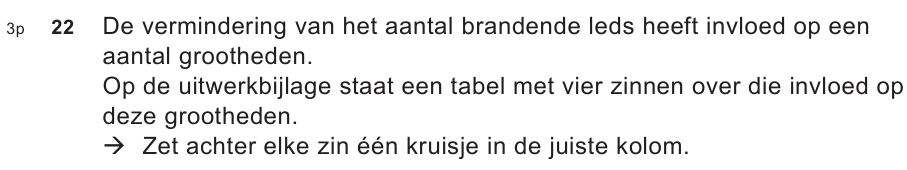 3p 22 De vermindering van het aantal brandende leds heeft invloed op een
aantal grootheden.
Op de uitwerkbijlage staat een tabel met vier zinnen over die invloed op
deze grootheden.
→ Zet achter elke zin één kruisje in de juiste kolom.